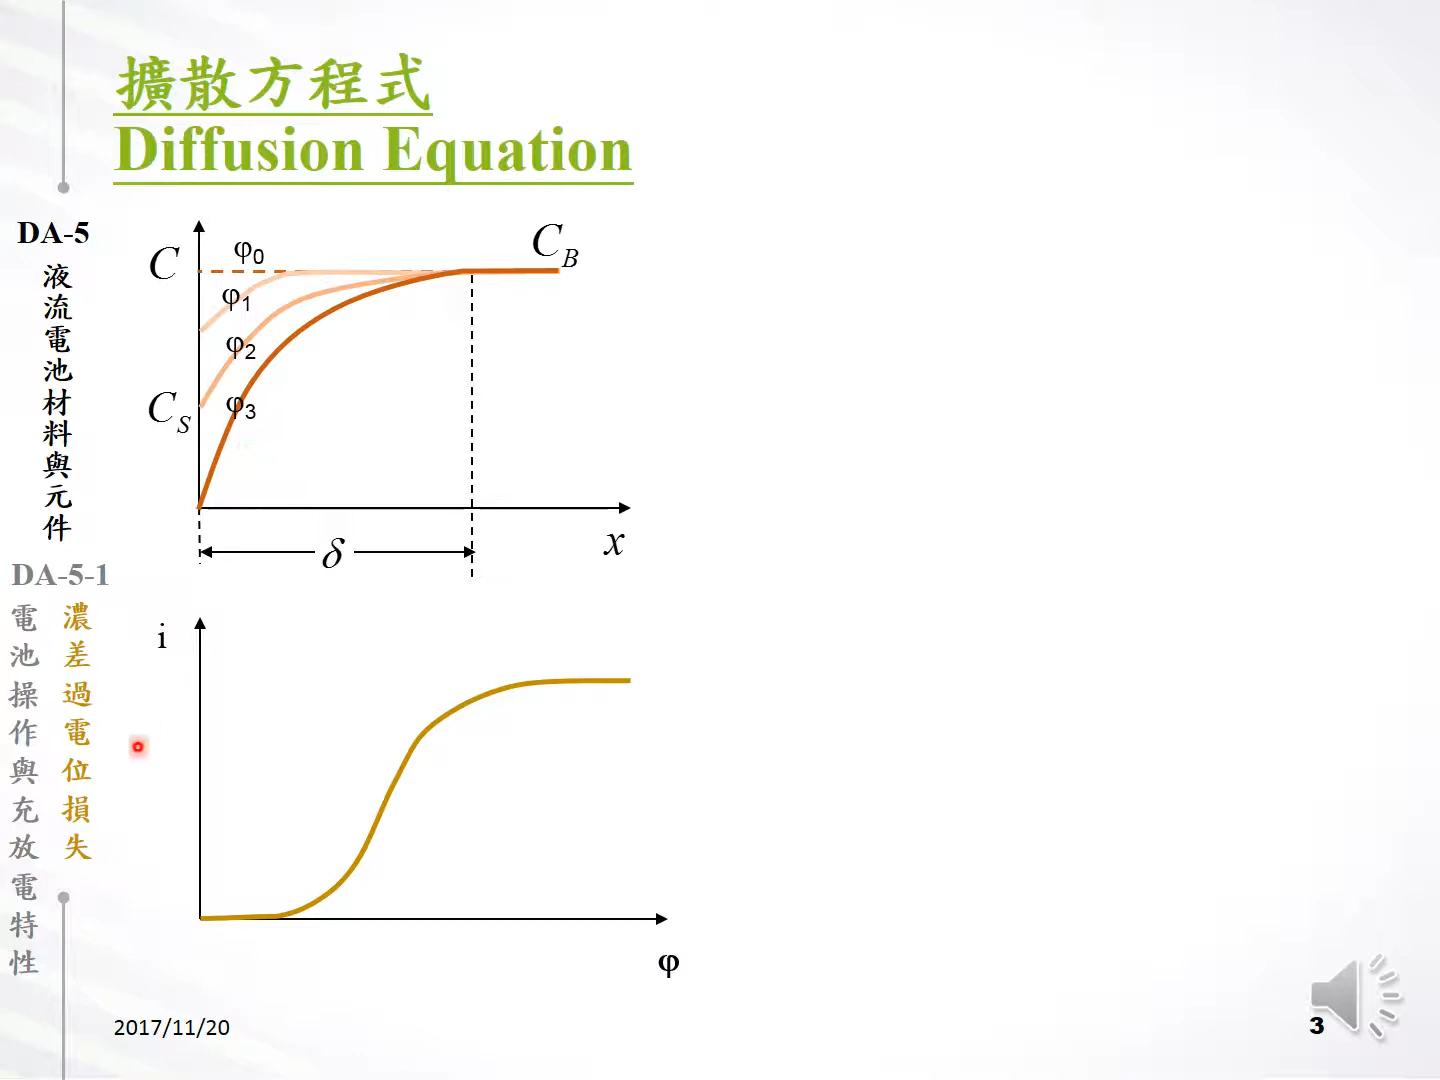 擴散方程式
Diffusion Equation
DA-5
液流電池材料與元件
DA-5-1
電池操作與充放電特性
濃差過電位損失
C
φ0
C_B
φ1
φ2
C_S
φ3
δ
x
i
φ
2017/11/20
3